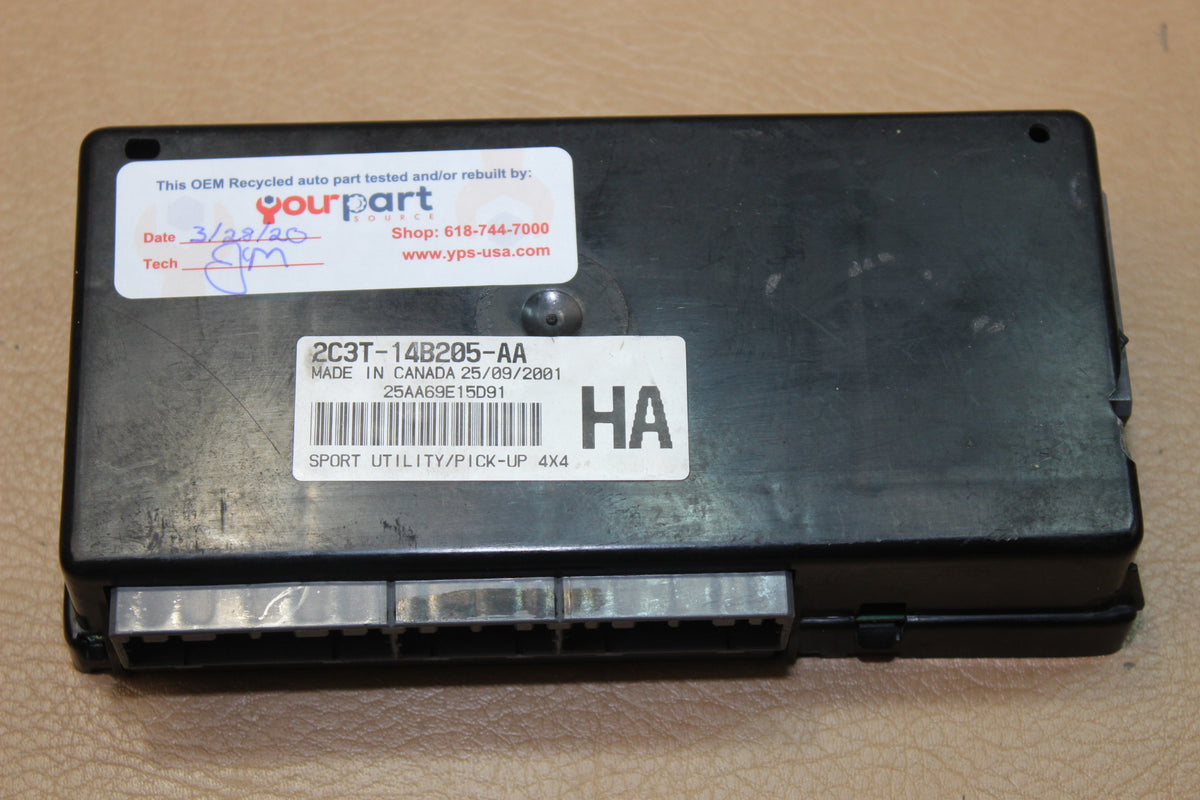 This OEM Recycled auto part tested and/or rebuilt by:
yourpart
SOURCE
Date 3/28/20 Shop: 618-744-7000
Tech www.yps-usa.com
2C3T-14B205-AA
MADE IN CANADA 25/09/2001
25AA69E15D91
HA
SPORT UTILITY/PICK-UP 4X4